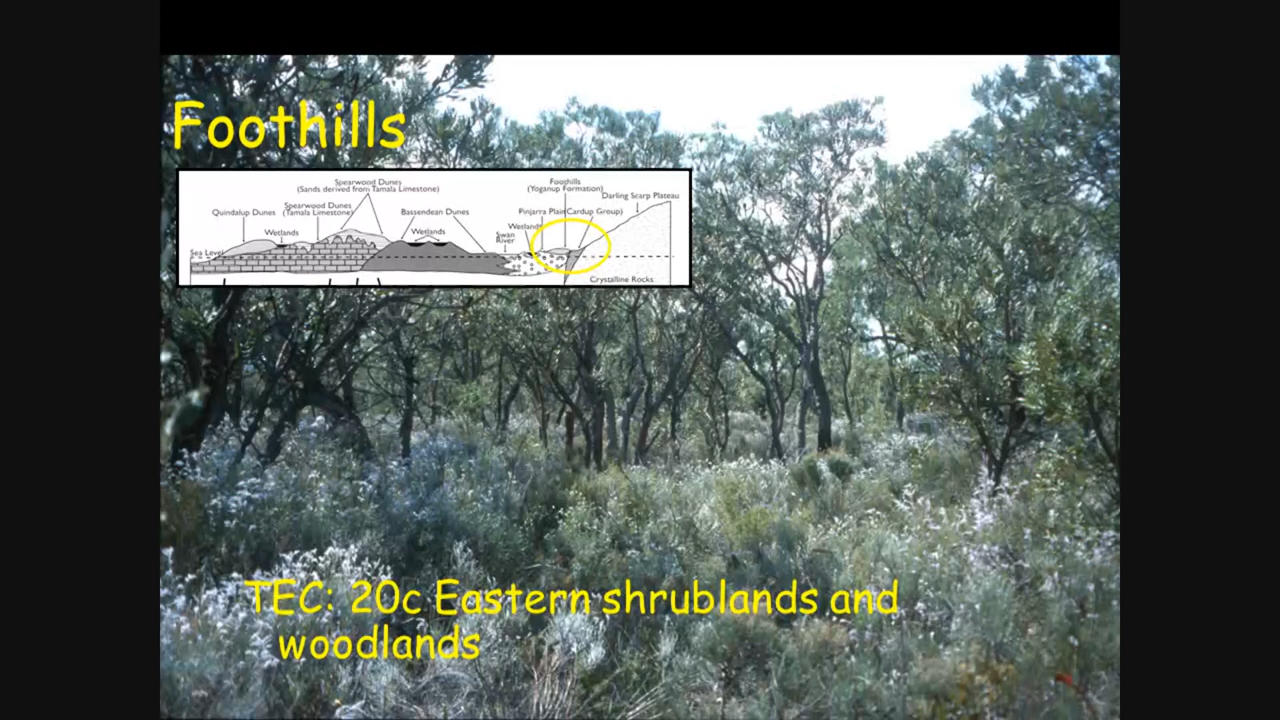 Foothills
Spearwood Dunes
(Sands derived from Tamala Limestone)
Foothills
(Yoganup Formation)
Darling Scarp Plateau
Spearwood Dunes
(Tamala Limestone)
Quindalup Dunes
Bassendean Dunes
Pinjarra Plain
(Cardup Group)
Wetlands
Wetlands
Wetlands
Swan
River
Sea Level
Crystalline Rocks
TEC: 20c Eastern shrublands and
woodlands